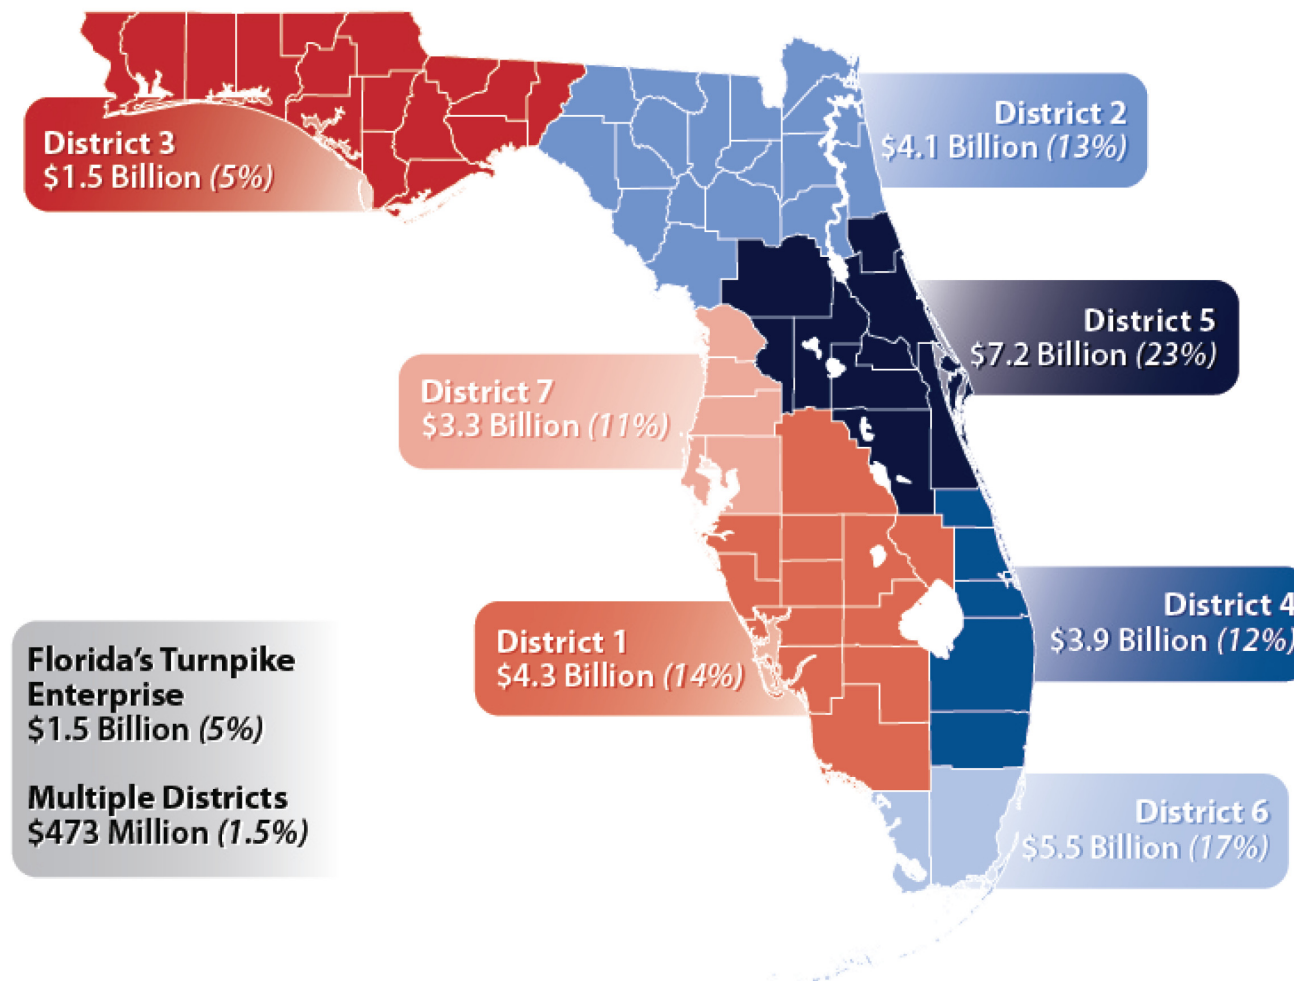 District 3
$1.5 Billion (5%)
District 2
$4.1 Billion (13%)
District 5
$7.2 Billion (23%)
District 7
$3.3 Billion (11%)
District 4
$3.9 Billion (12%)
District 1
$4.3 Billion (14%)
Florida's Turnpike
Enterprise
$1.5 Billion (5%)
Multiple Districts
$473 Million (1.5%)
District 6
$5.5 Billion (17%)